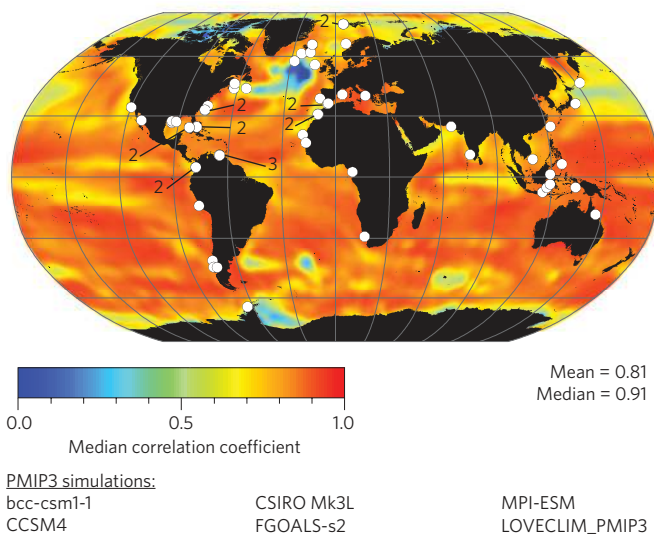 2
2
2
2
2
2
3
2
0.0 0.5 1.0
Median correlation coefficient
Mean = 0.81
Median = 0.91
PMIP3 simulations:
bcc-csm1-1 CSIRO Mk3L MPI-ESM
CCSM4 FGOALS-s2 LOVECLIM_PMIP3